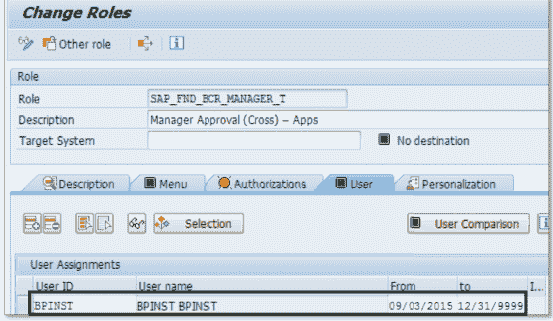 Change Roles
Other role
Role
Role SAP_FND_BCR_MANAGER_T
Description Manager Approval (Cross) – Apps
Target System No destination
Description Menu Authorizations User Personalization
Selection User Comparison
User Assignments
User ID User name From to I...
BPINST BPINST BPINST 09/03/2015 12/31/9999